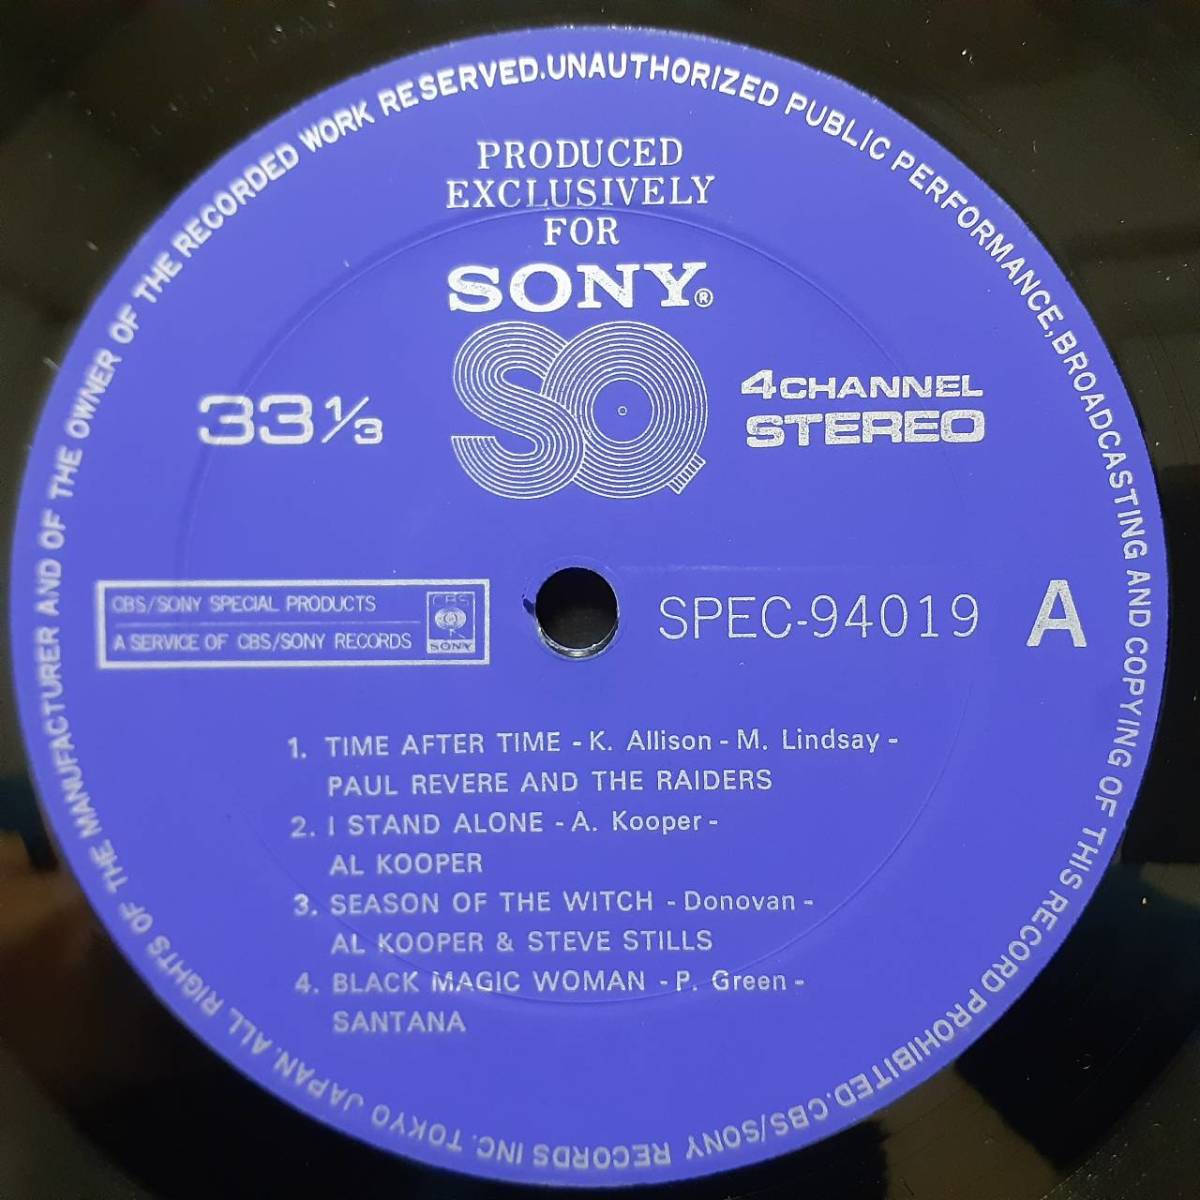 PRODUCED
EXCLUSIVELY
FOR
SONY®
SQ
33 1/3
4 CHANNEL
STEREO
CBS/SONY SPECIAL PRODUCTS
A SERVICE OF CBS/SONY RECORDS
CBS
SONY
SPEC-94019
A
1. TIME AFTER TIME - K. Allison - M. Lindsay -
PAUL REVERE AND THE RAIDERS
2. I STAND ALONE - A. Kooper -
AL KOOPER
3. SEASON OF THE WITCH - Donovan -
AL KOOPER & STEVE STILLS
4. BLACK MAGIC WOMAN - P. Green -
SANTANA
ALL RIGHTS OF THE MANUFACTURER AND OF THE OWNER OF THE RECORDED WORK RESERVED.UNAUTHORIZED PUBLIC PERFORMANCE,BROADCASTING AND COPYING OF THIS RECORD PROHIBITED.CBS/SONY RECORDS INC. TOKYO JAPAN.